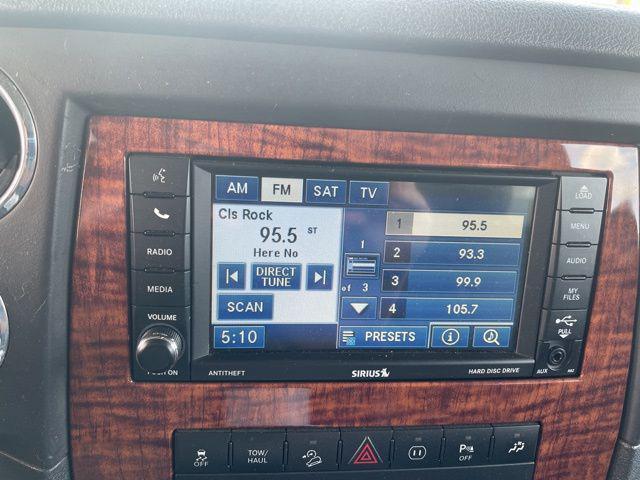 AM FM SAT TV
Cls Rock
95.5 ST
Here No
DIRECT
TUNE
SCAN
5:10
1
of 3
1 95.5
2 93.3
3 99.9
4 105.7
PRESETS
RADIO
MEDIA
VOLUME
PUSH ON
LOAD
MENU
AUDIO
MY
FILES
PULL
AUX
ANTITHEFT
SIRIUS
HARD DISC DRIVE
OFF
TOW/
HAUL
P
OFF